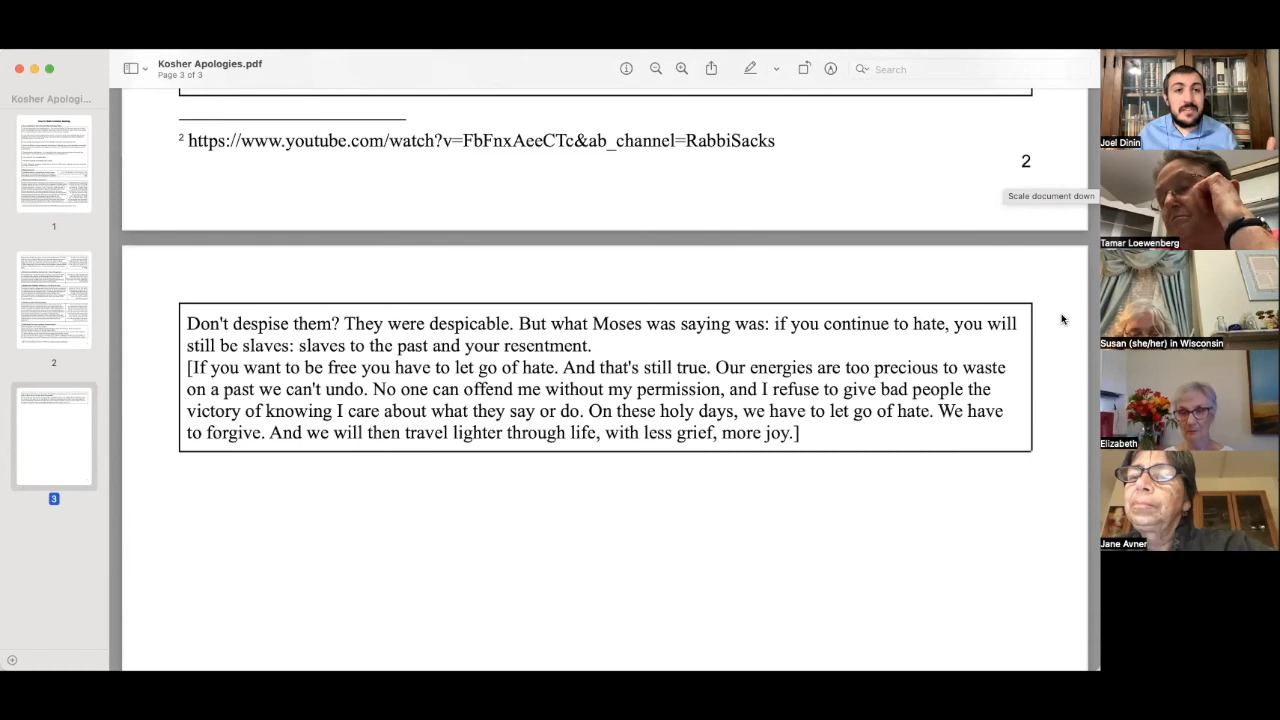 Kosher Apologies.pdf
Page 3 of 3
Search
Kosher Apologi...
1
2
3
2 https://www.youtube.com/watch?v=F6FnxAeeCTc&ab_channel=RabbiSacks
2
Scale document down
Don't despise them? They were despicable. But what Moses was saying was: if you continue to hate, you will
still be slaves: slaves to the past and your resentment.
[If you want to be free you have to let go of hate. And that's still true. Our energies are too precious to waste
on a past we can't undo. No one can offend me without my permission, and I refuse to give bad people the
victory of knowing I care about what they say or do. On these holy days, we have to let go of hate. We have
to forgive. And we will then travel lighter through life, with less grief, more joy.]
Joel Dinin
Tamar Loewenberg
Susan (she/her) in Wisconsin
Elizabeth
Jane Avner